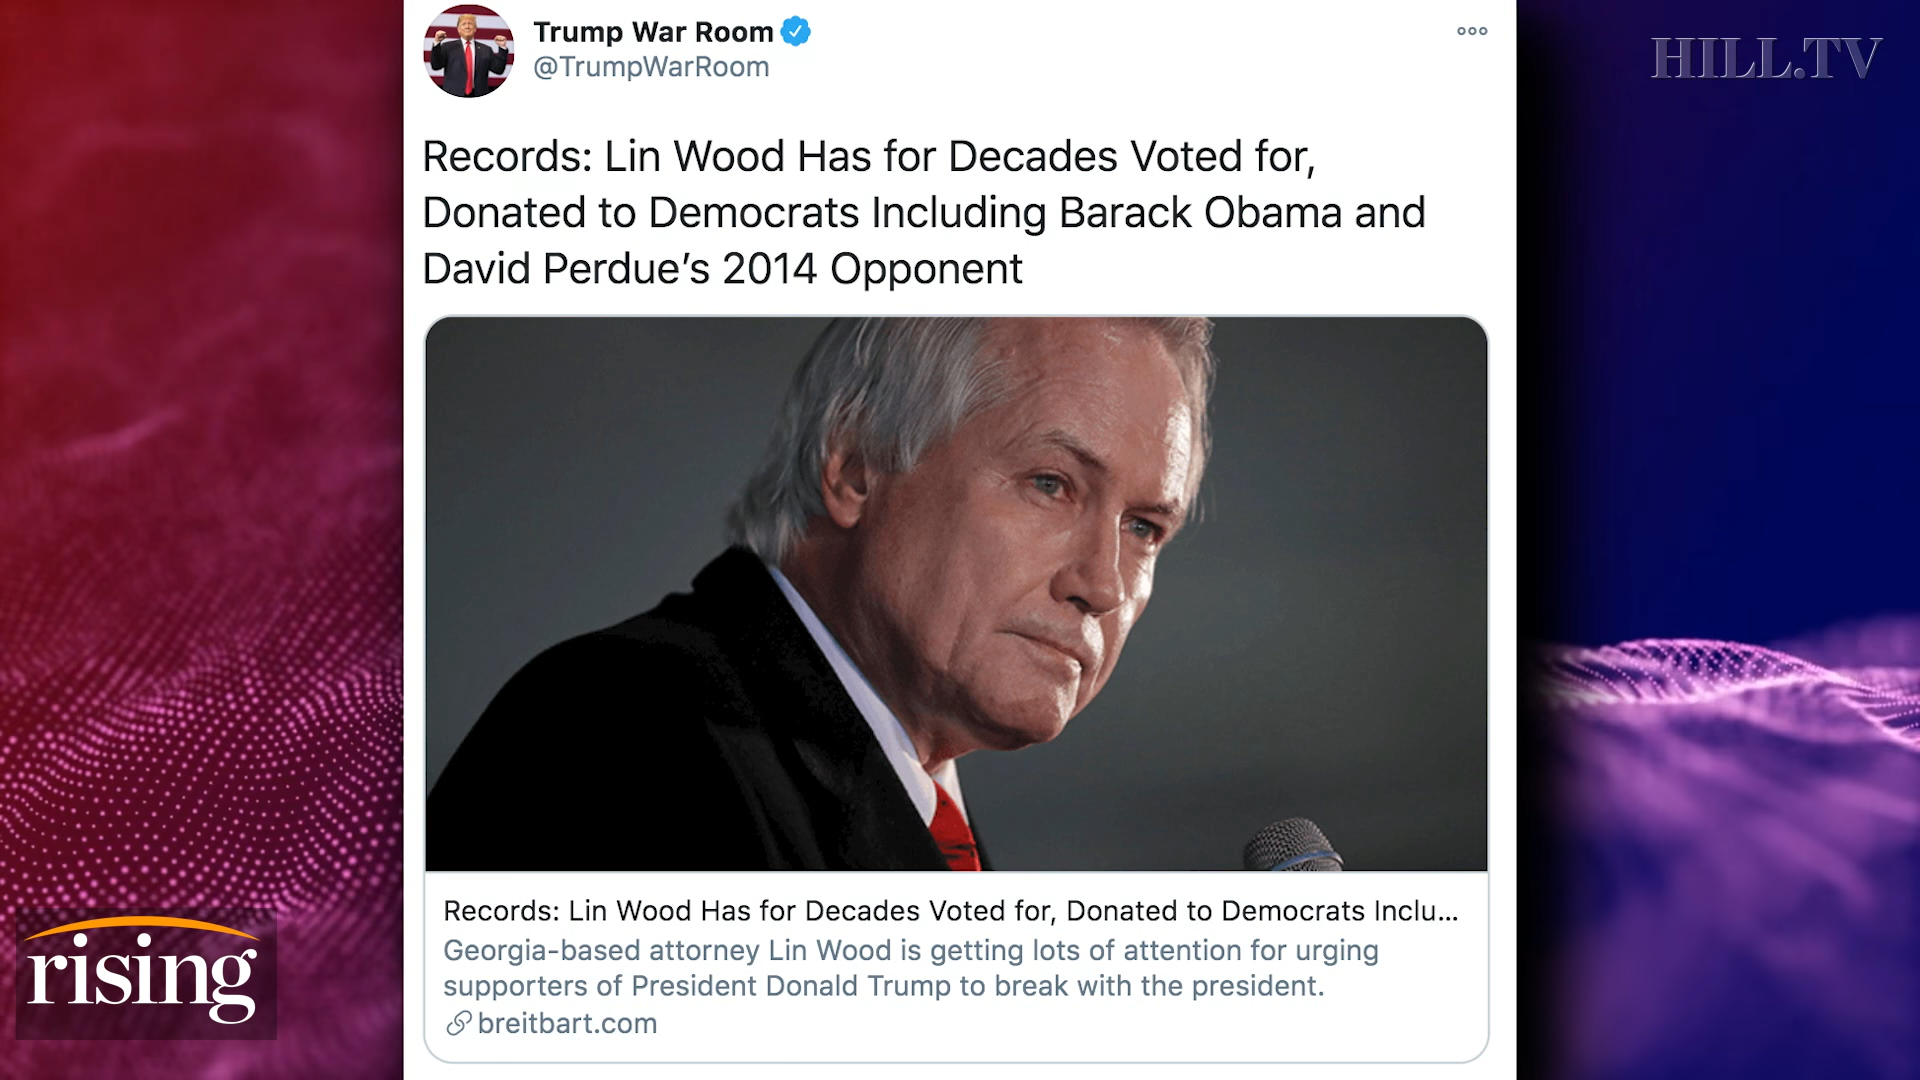 Trump War Room
@TrumpWarRoom
HILL.TV
Records: Lin Wood Has for Decades Voted for,
Donated to Democrats Including Barack Obama and
David Perdue’s 2014 Opponent
Records: Lin Wood Has for Decades Voted for, Donated to Democrats Inclu...
Georgia-based attorney Lin Wood is getting lots of attention for urging
supporters of President Donald Trump to break with the president.
breitbart.com
rising